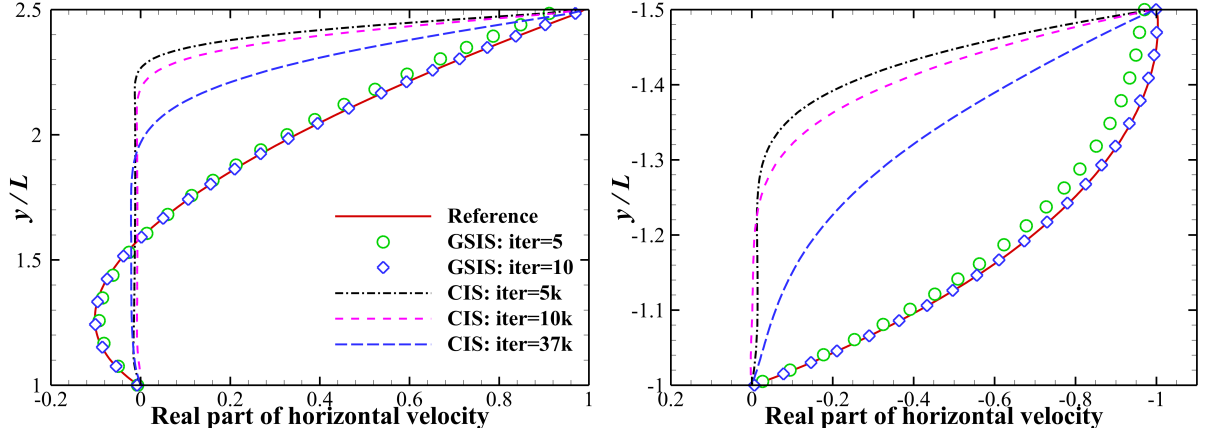 2.5
2
1.5
1
y / L
-0.2 0 0.2 0.4 0.6 0.8 1
Real part of horizontal velocity
Reference
GSIS: iter=5
GSIS: iter=10
CIS: iter=5k
CIS: iter=10k
CIS: iter=37k
-1.5
-1.4
-1.3
-1.2
-1.1
-1
y / L
0.2 0 -0.2 -0.4 -0.6 -0.8 -1
Real part of horizontal velocity